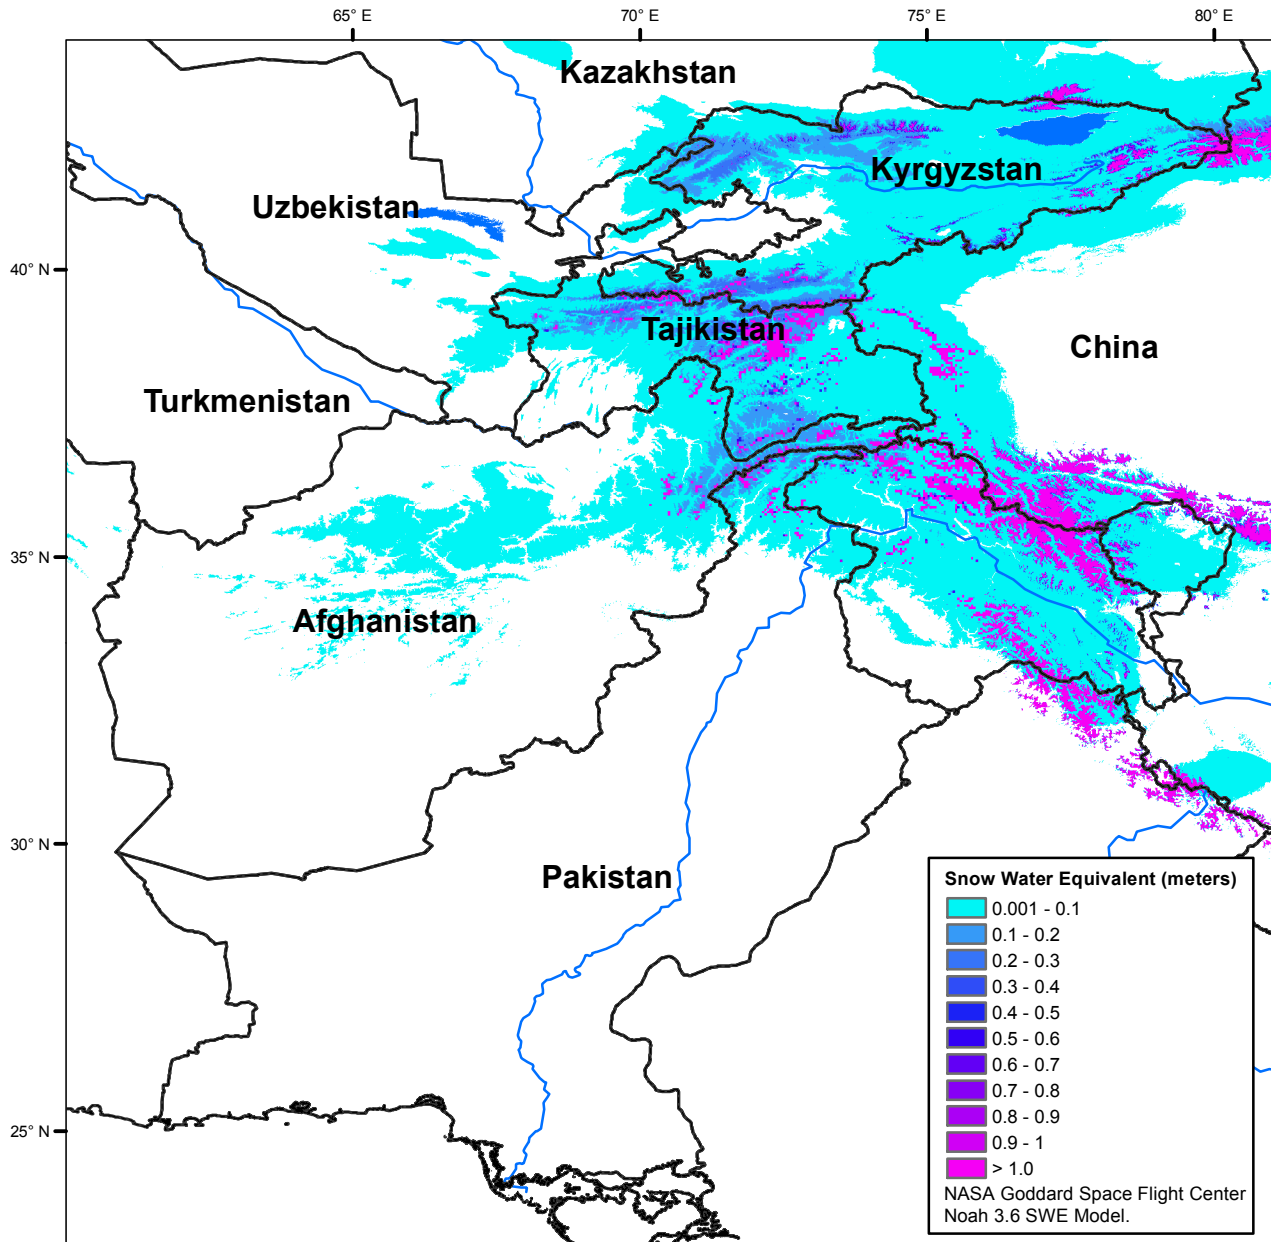 65° E
70° E
75° E
80° E
Kazakhstan
Kyrgyzstan
Uzbekistan
40° N
Tajikistan
China
Turkmenistan
35° N
Afghanistan
30° N
Pakistan
25° N
Snow Water Equivalent (meters)
0.001 - 0.1
0.1 - 0.2
0.2 - 0.3
0.3 - 0.4
0.4 - 0.5
0.5 - 0.6
0.6 - 0.7
0.7 - 0.8
0.8 - 0.9
0.9 - 1
> 1.0
NASA Goddard Space Flight Center
Noah 3.6 SWE Model.